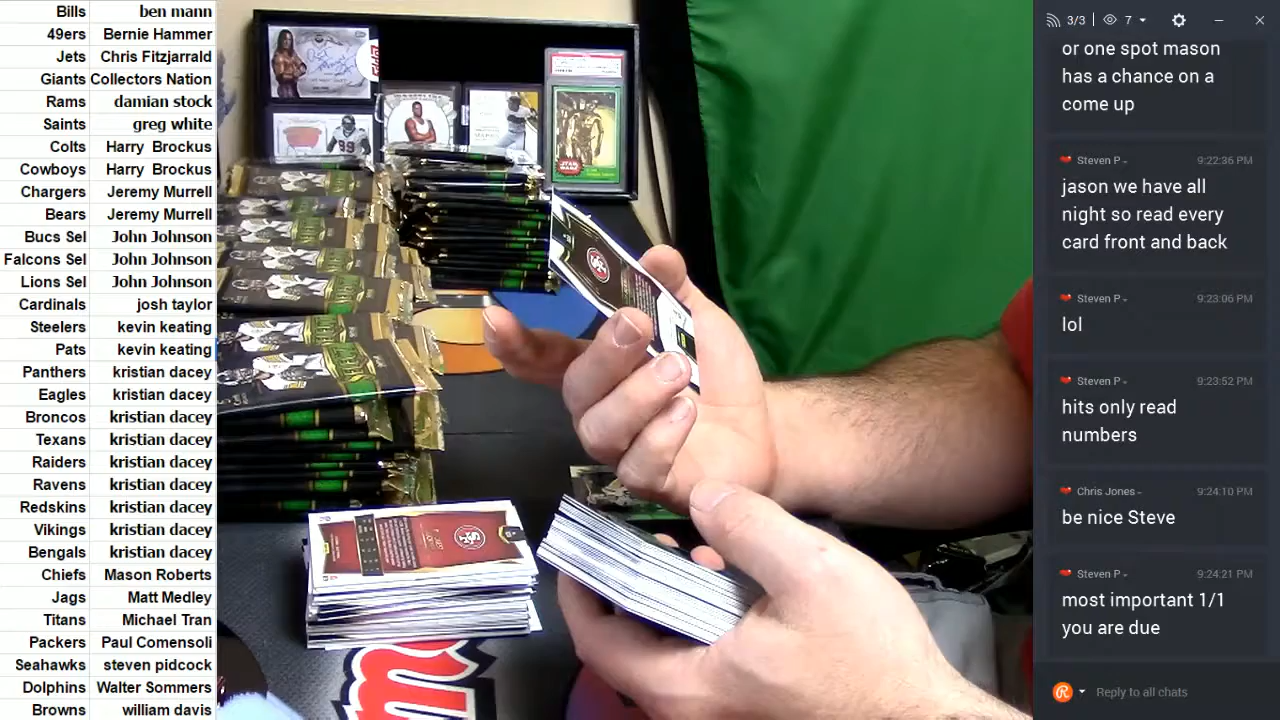 Bills ben mann
49ers Bernie Hammer
Jets Chris Fitzjarrald
Giants Collectors Nation
Rams damian stock
Saints greg white
Colts Harry Brockus
Cowboys Harry Brockus
Chargers Jeremy Murrell
Bears Jeremy Murrell
Bucs Sel John Johnson
Falcons Sel John Johnson
Lions Sel John Johnson
Cardinals josh taylor
Steelers kevin keating
Pats kevin keating
Panthers kristian dacey
Eagles kristian dacey
Broncos kristian dacey
Texans kristian dacey
Raiders kristian dacey
Ravens kristian dacey
Redskins kristian dacey
Vikings kristian dacey
Bengals kristian dacey
Chiefs Mason Roberts
Jags Matt Medley
Titans Michael Tran
Packers Paul Comensoli
Seahawks steven pidcock
Dolphins Walter Sommers
Browns william davis
STAR WARS
99
3/3 7
or one spot mason
has a chance on a
come up
Steven P 9:22:36 PM
jason we have all
night so read every
card front and back
Steven P 9:23:06 PM
lol
Steven P 9:23:52 PM
hits only read
numbers
Chris Jones 9:24:10 PM
be nice Steve
Steven P 9:24:21 PM
most important 1/1
you are due
Reply to all chats